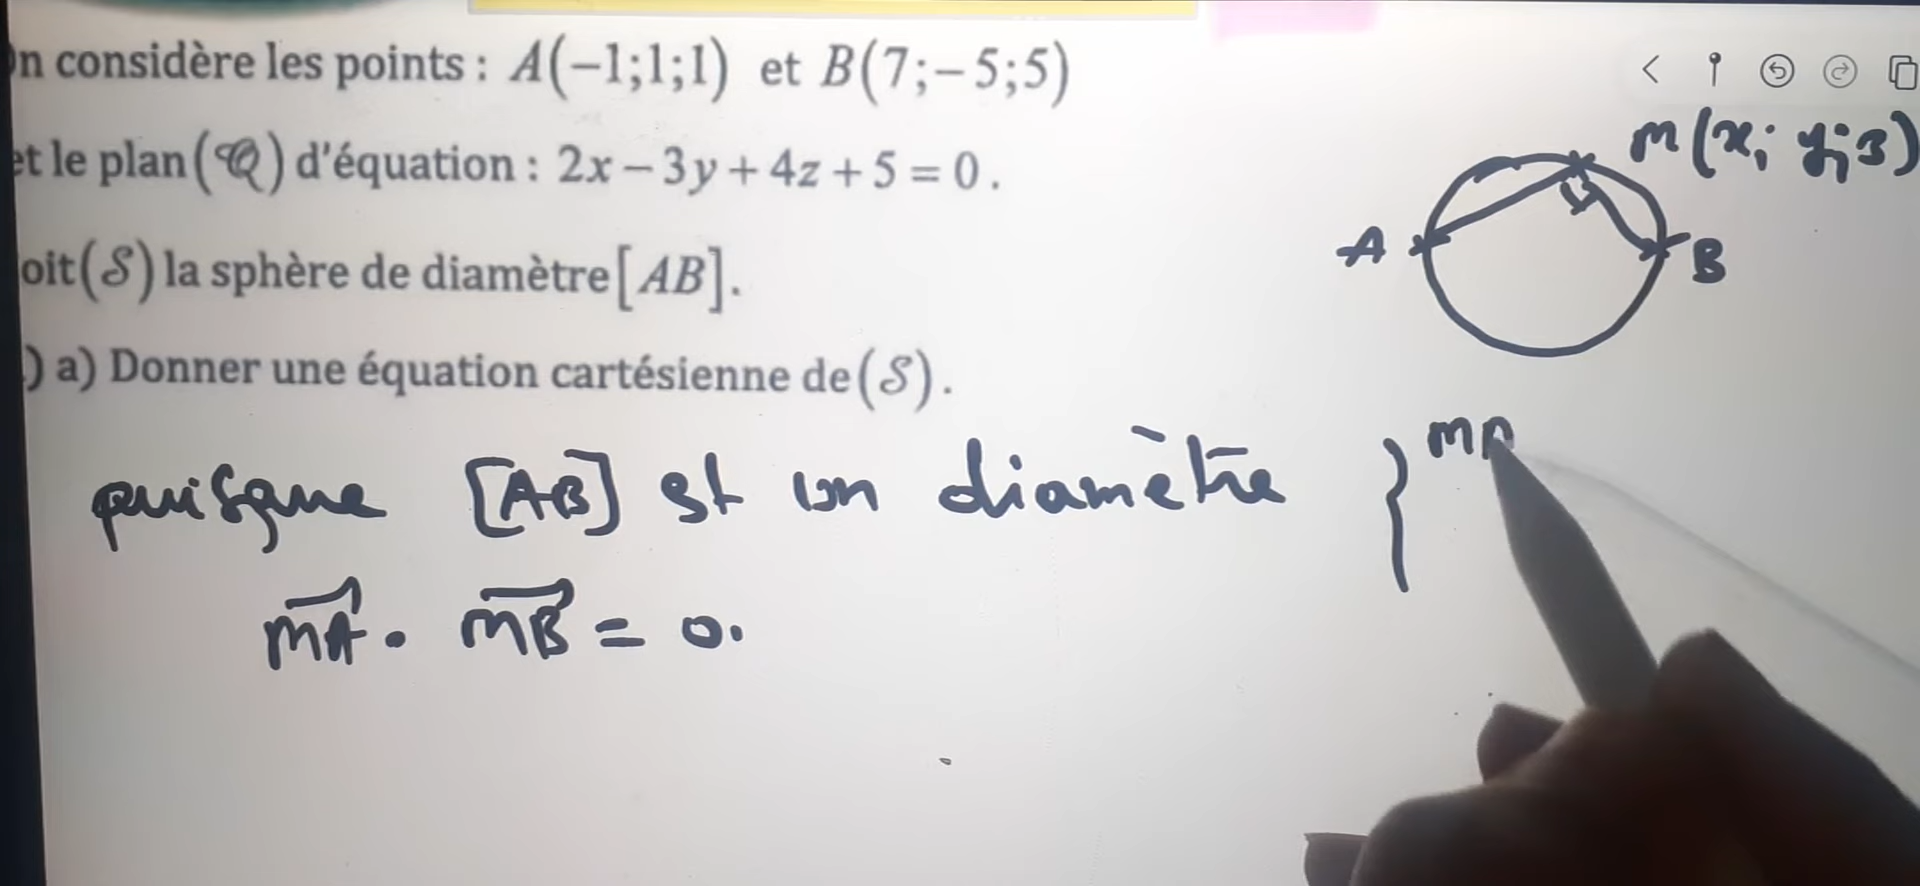 n considère les points : A(−1;1;1) et B(7;−5;5)
et le plan(Q) d'équation : 2x − 3y + 4z + 5 = 0 .
oit(S) la sphère de diamètre[AB].
) a) Donner une équation cartésienne de(S).
M(x; y; z)
A
B
puisque [AB] est un diamètre
MA
MA . MB = 0.